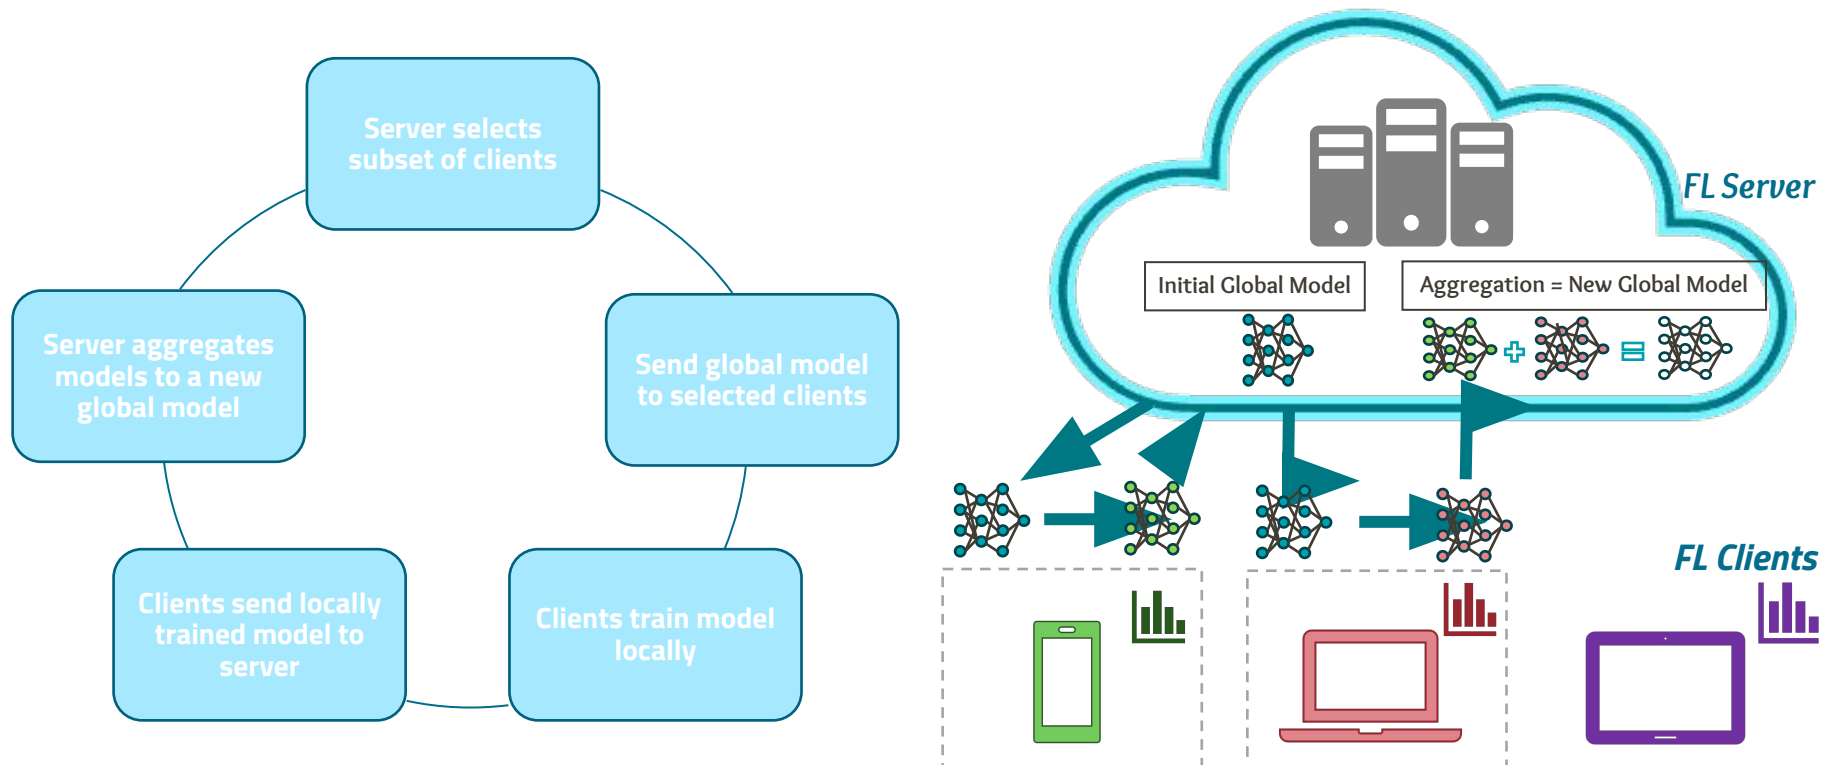 Server selects
subset of clients
Send global model
to selected clients
Clients train model
locally
Clients send locally
trained model to
server
Server aggregates
models to a new
global model
FL Server
Initial Global Model
Aggregation = New Global Model
FL Clients